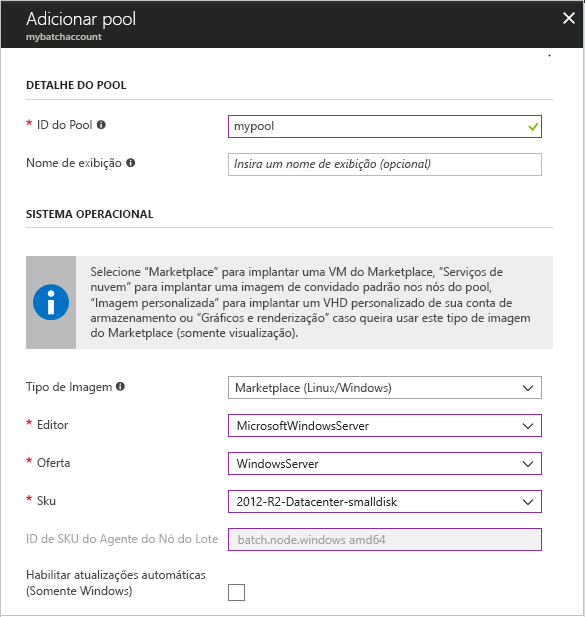 Adicionar pool
mybatchaccount
DETALHE DO POOL
* ID do Pool
mypool
Nome de exibição
Insira um nome de exibição (opcional)
SISTEMA OPERACIONAL
Selecione “Marketplace” para implantar uma VM do Marketplace, “Serviços de
nuvem” para implantar uma imagem de convidado padrão nos nós do pool,
“Imagem personalizada” para implantar um VHD personalizado de sua conta de
armazenamento ou “Gráficos e renderização” caso queira usar este tipo de imagem
do Marketplace (somente visualização).
Tipo de Imagem
Marketplace (Linux/Windows)
* Editor
MicrosoftWindowsServer
* Oferta
WindowsServer
* Sku
2012-R2-Datacenter-smalldisk
ID de SKU do Agente do Nó do Lote
batch.node.windows amd64
Habilitar atualizações automáticas
(Somente Windows)